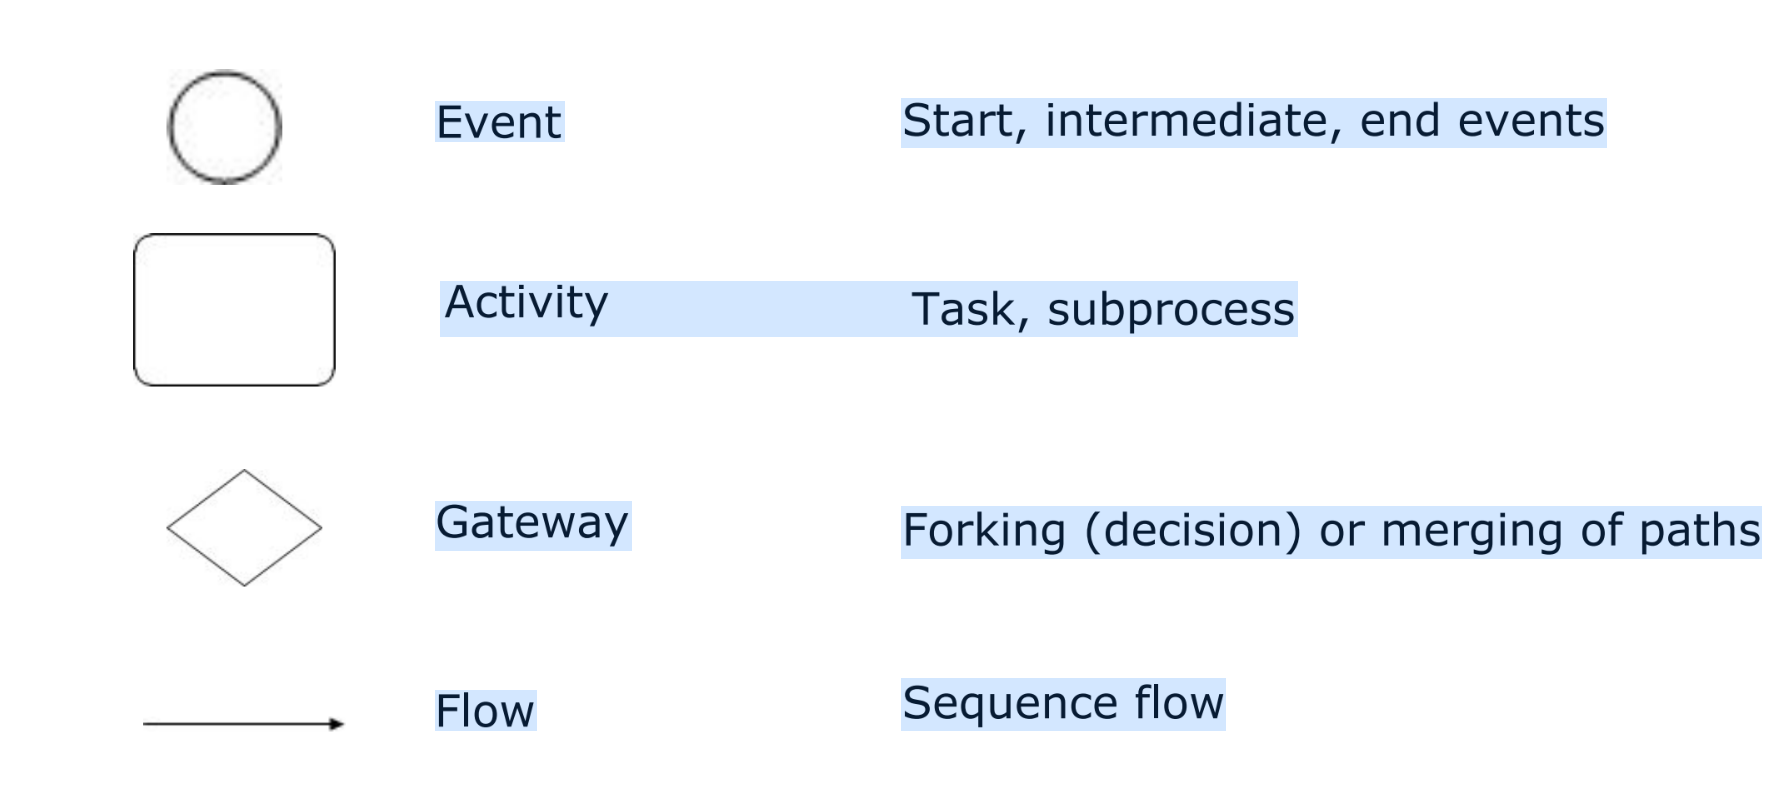 Event Start, intermediate, end events
Activity Task, subprocess
Gateway Forking (decision) or merging of paths
Flow Sequence flow